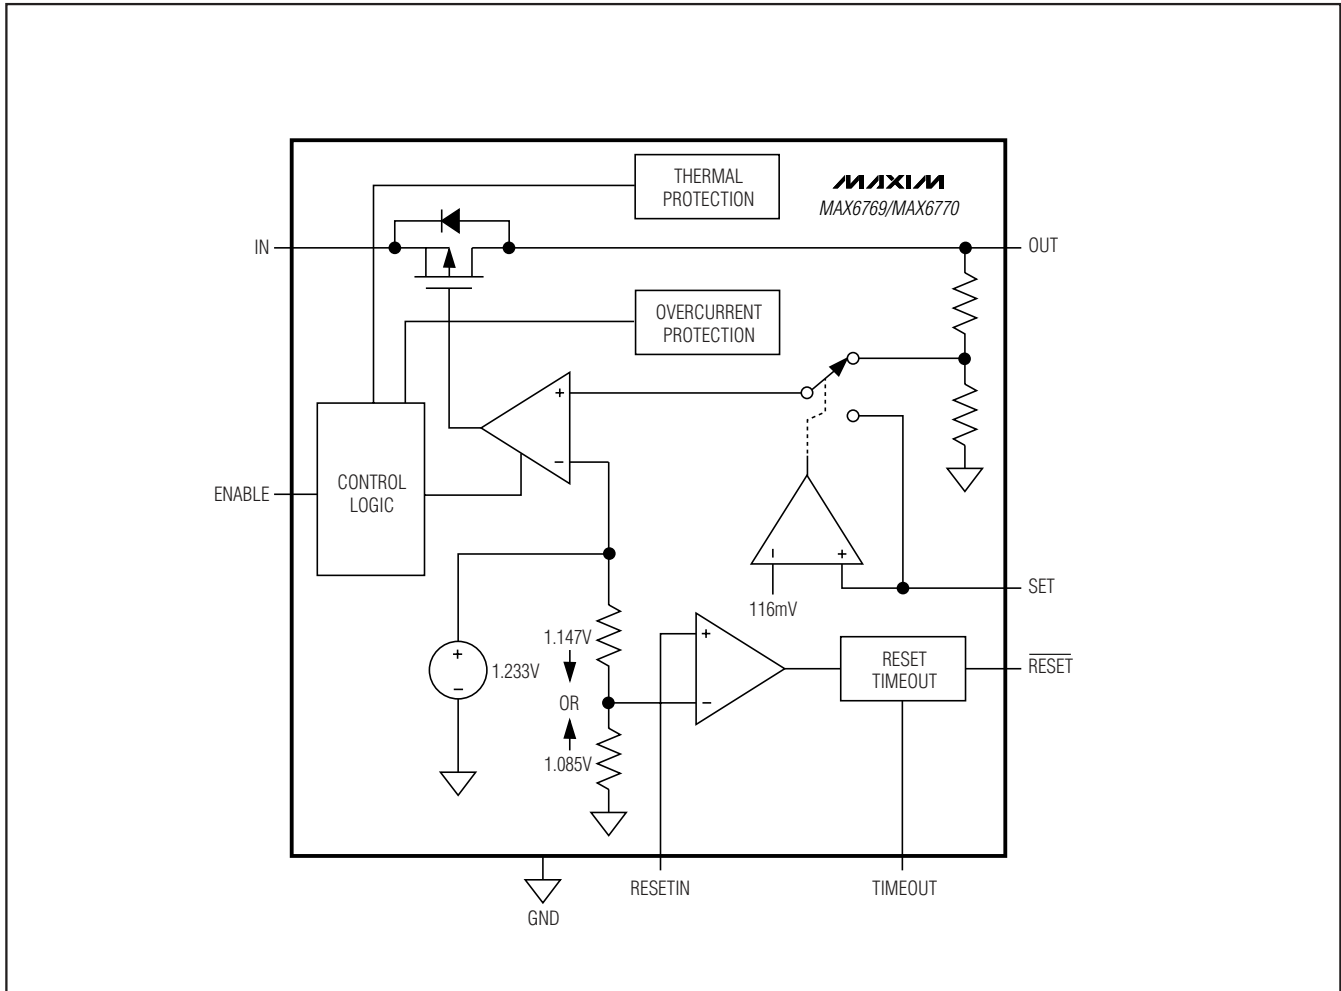 THERMAL
PROTECTION
MAXIM
MAX6769/MAX6770
IN
OUT
OVERCURRENT
PROTECTION
+
−
CONTROL
LOGIC
ENABLE
−
+
116mV
SET
1.147V
OR
1.085V
+
−
1.233V
+
−
RESET
TIMEOUT
RESET
RESETIN
TIMEOUT
GND